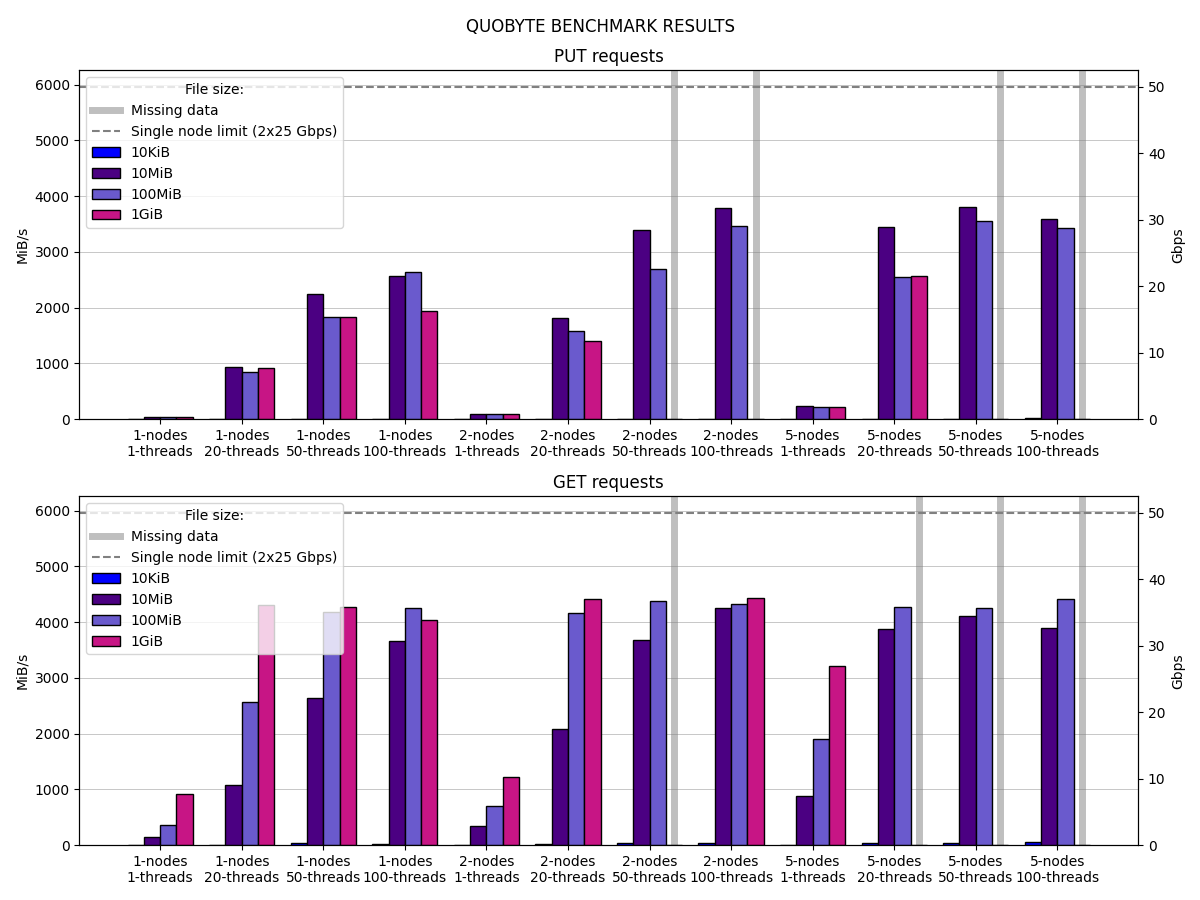 QUOBYTE BENCHMARK RESULTS
PUT requests
MiB/s
6000
5000
4000
3000
2000
1000
0
File size:
Missing data
Single node limit (2x25 Gbps)
10KiB
10MiB
100MiB
1GiB
50
40
30
20
10
0
Gbps
1-nodes 1-nodes 1-nodes 1-nodes 2-nodes 2-nodes 2-nodes 2-nodes 5-nodes 5-nodes 5-nodes 5-nodes
1-threads 20-threads 50-threads 100-threads 1-threads 20-threads 50-threads 100-threads 1-threads 20-threads 50-threads 100-threads
GET requests
MiB/s
6000
5000
4000
3000
2000
1000
0
File size:
Missing data
Single node limit (2x25 Gbps)
10KiB
10MiB
100MiB
1GiB
50
40
30
20
10
0
Gbps
1-nodes 1-nodes 1-nodes 1-nodes 2-nodes 2-nodes 2-nodes 2-nodes 5-nodes 5-nodes 5-nodes 5-nodes
1-threads 20-threads 50-threads 100-threads 1-threads 20-threads 50-threads 100-threads 1-threads 20-threads 50-threads 100-threads